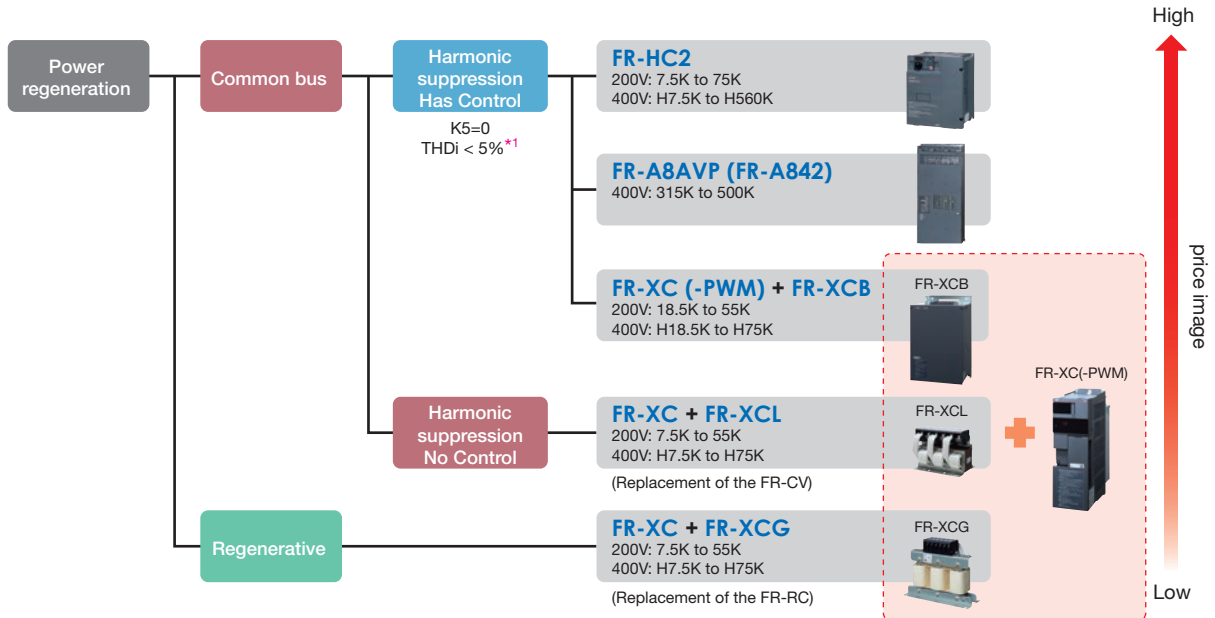 High
Power
regeneration
Common bus
Harmonic
suppression
Has Control
K5=0
THDi < 5%*1
FR-HC2
200V: 7.5K to 75K
400V: H7.5K to H560K
FR-A8AVP (FR-A842)
400V: 315K to 500K
FR-XC (-PWM) + FR-XCB
200V: 18.5K to 55K
400V: H18.5K to H75K
FR-XCB
price image
FR-XC(-PWM)
Harmonic
suppression
No Control
FR-XC + FR-XCL
200V: 7.5K to 55K
400V: H7.5K to H75K
(Replacement of the FR-CV)
FR-XCL
Regenerative
FR-XC + FR-XCG
200V: 7.5K to 55K
400V: H7.5K to H75K
(Replacement of the FR-RC)
FR-XCG
Low